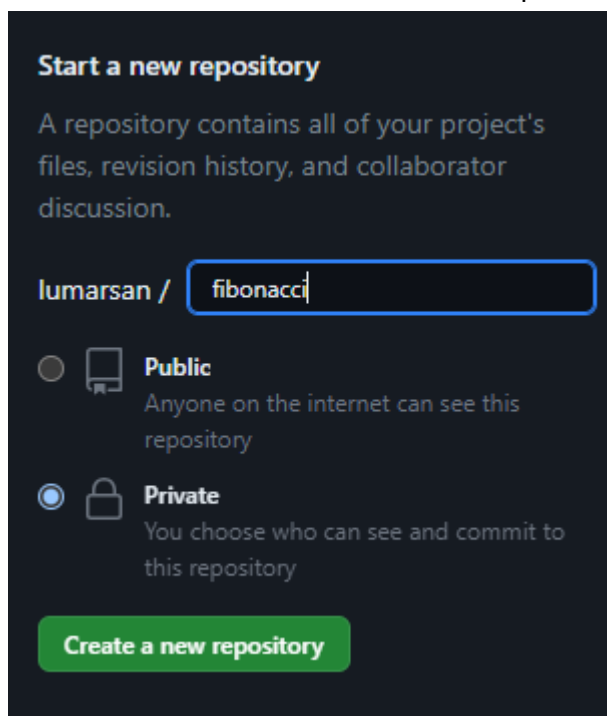 Start a new repository
A repository contains all of your project's
files, revision history, and collaborator
discussion.
lumarsan / fibonacci
Public
Anyone on the internet can see this
repository
Private
You choose who can see and commit to
this repository
Create a new repository